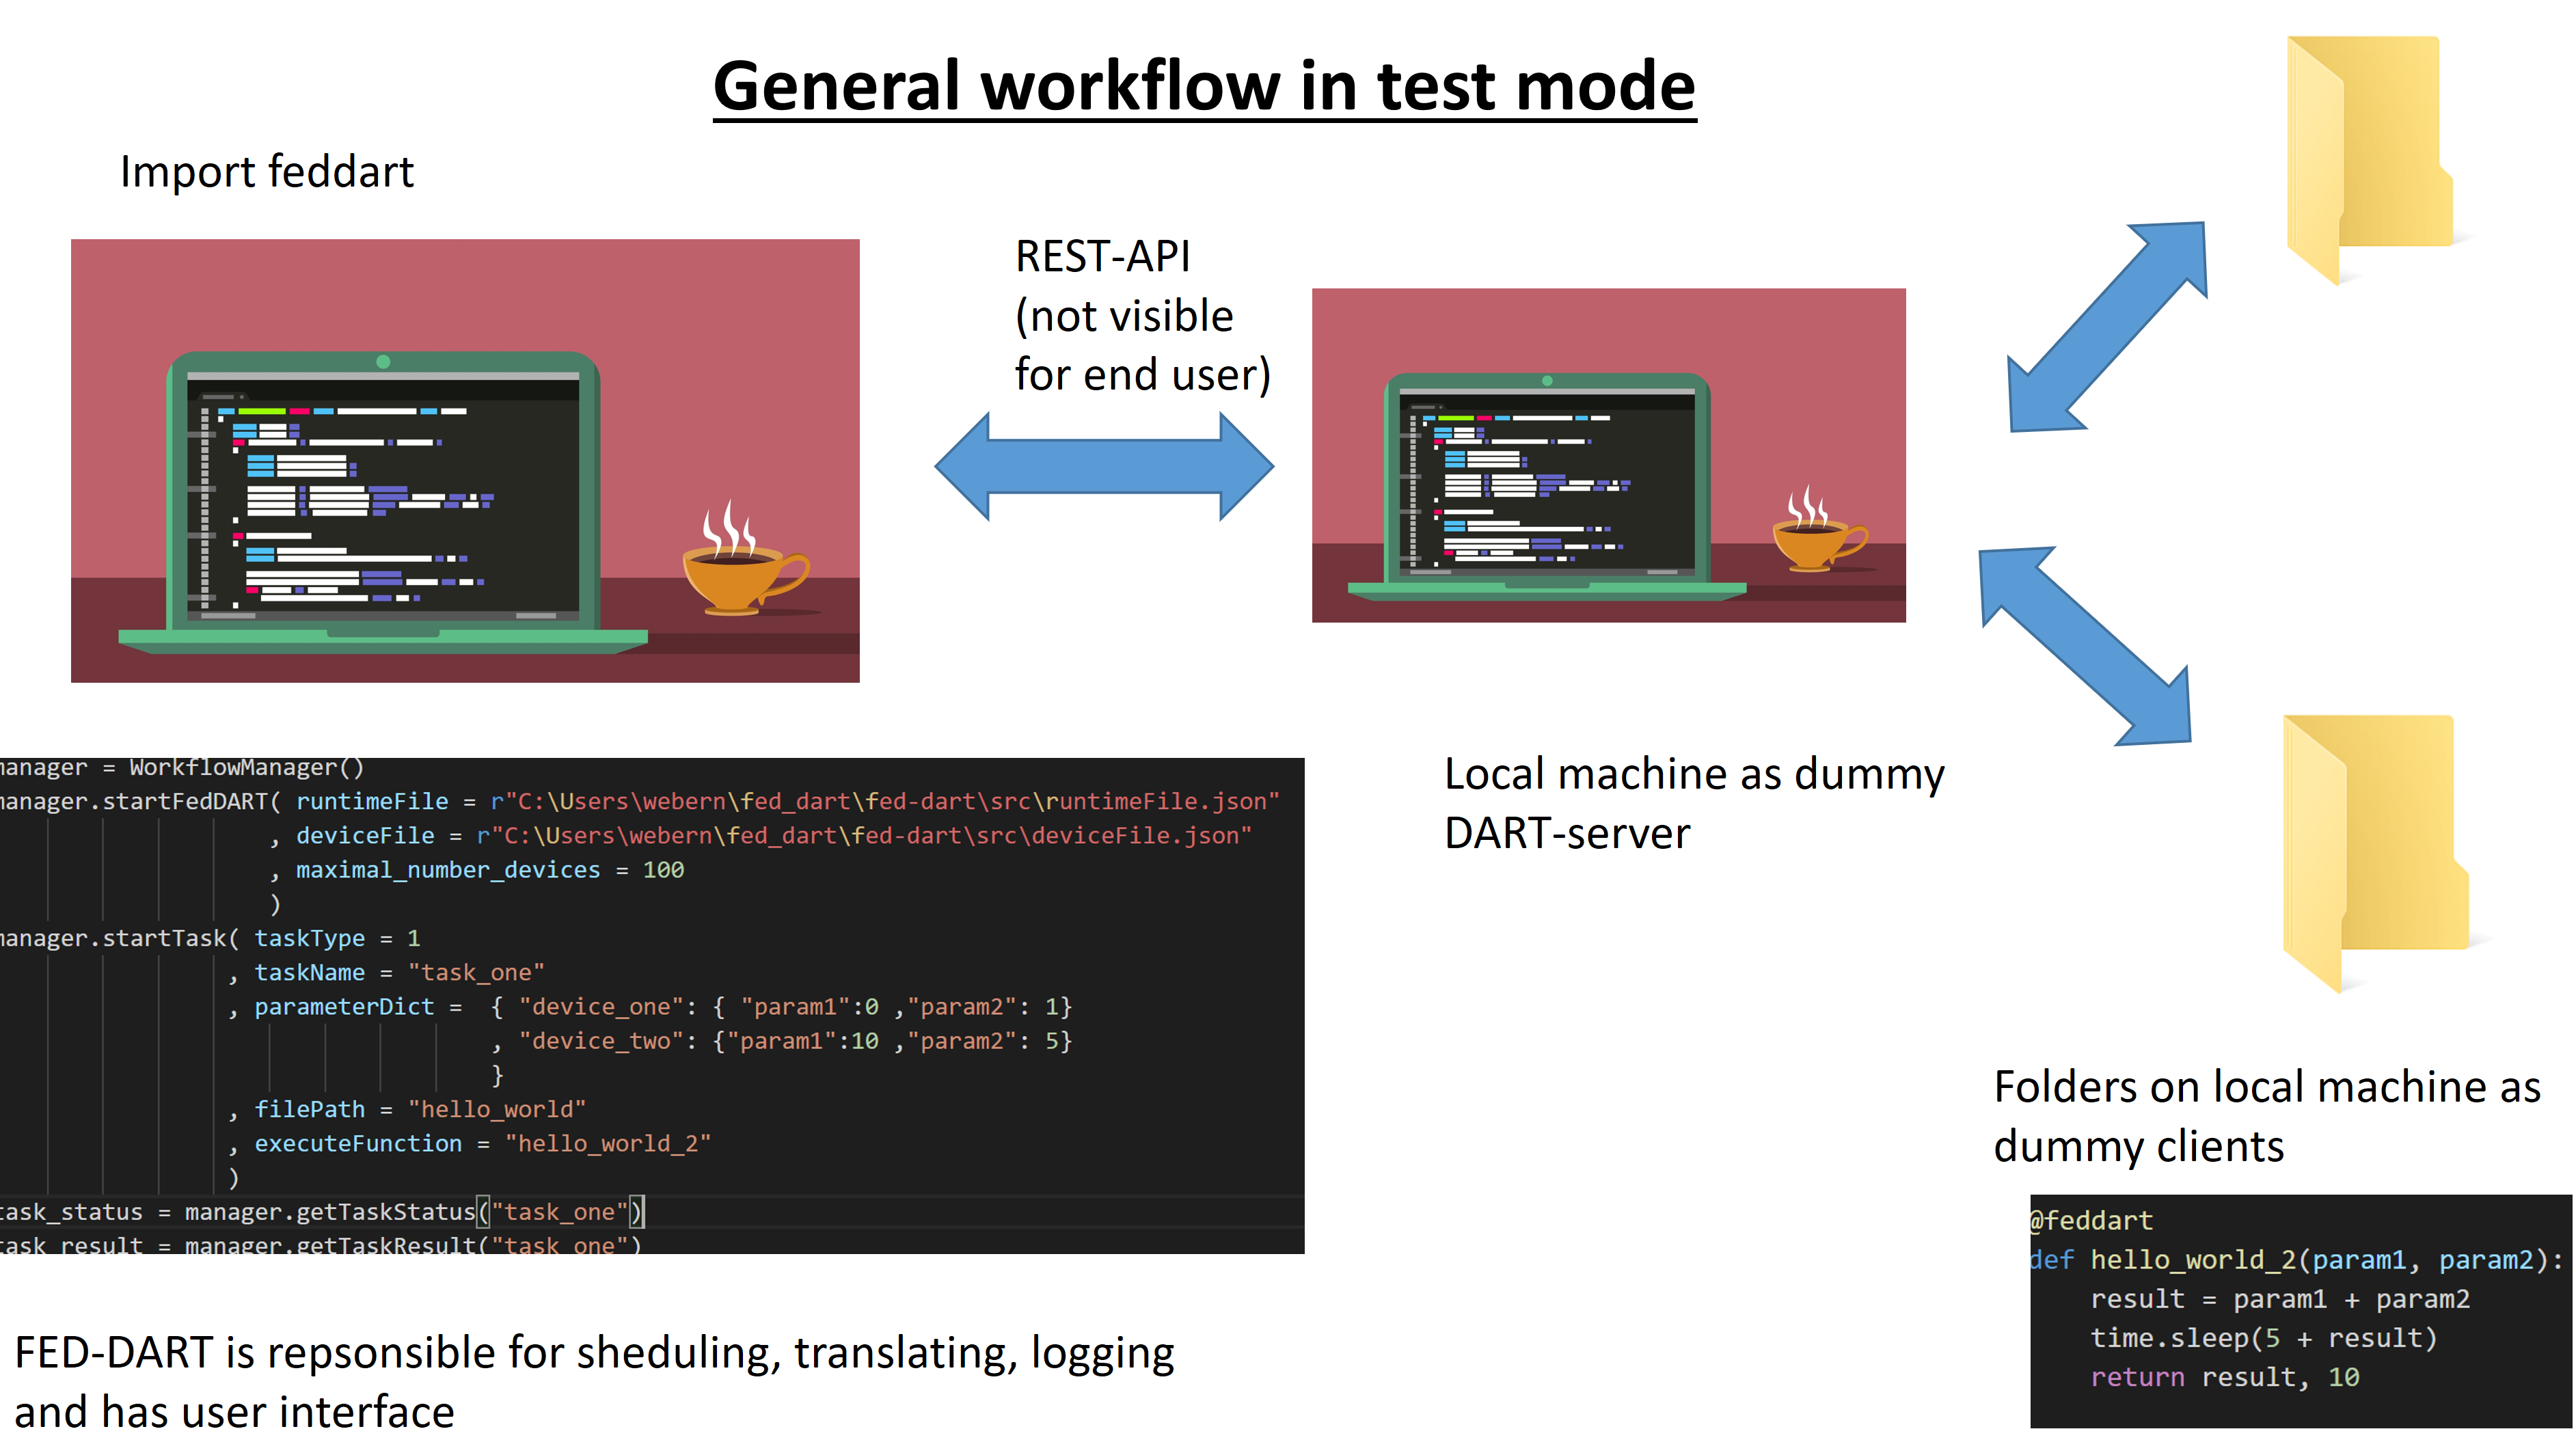 General workflow in test mode
Import feddart
REST-API
(not visible
for end user)
manager = WorkflowManager()
manager.startFedDART( runtimeFile = r"C:\Users\webern\fed_dart\fed-dart\src\runtimeFile.json"
, deviceFile = r"C:\Users\webern\fed_dart\fed-dart\src\deviceFile.json"
, maximal_number_devices = 100
)
manager.startTask( taskType = 1
, taskName = "task_one"
, parameterDict = { "device_one": { "param1":0 ,"param2": 1}
, "device_two": {"param1":10 ,"param2": 5}
}
, filePath = "hello_world"
, executeFunction = "hello_world_2"
)
task_status = manager.getTaskStatus("task_one")
task_result = manager.getTaskResult("task_one")
Local machine as dummy
DART-server
Folders on local machine as
dummy clients
@feddart
def hello_world_2(param1, param2):
result = param1 + param2
time.sleep(5 + result)
return result, 10
FED-DART is repsonsible for sheduling, translating, logging
and has user interface